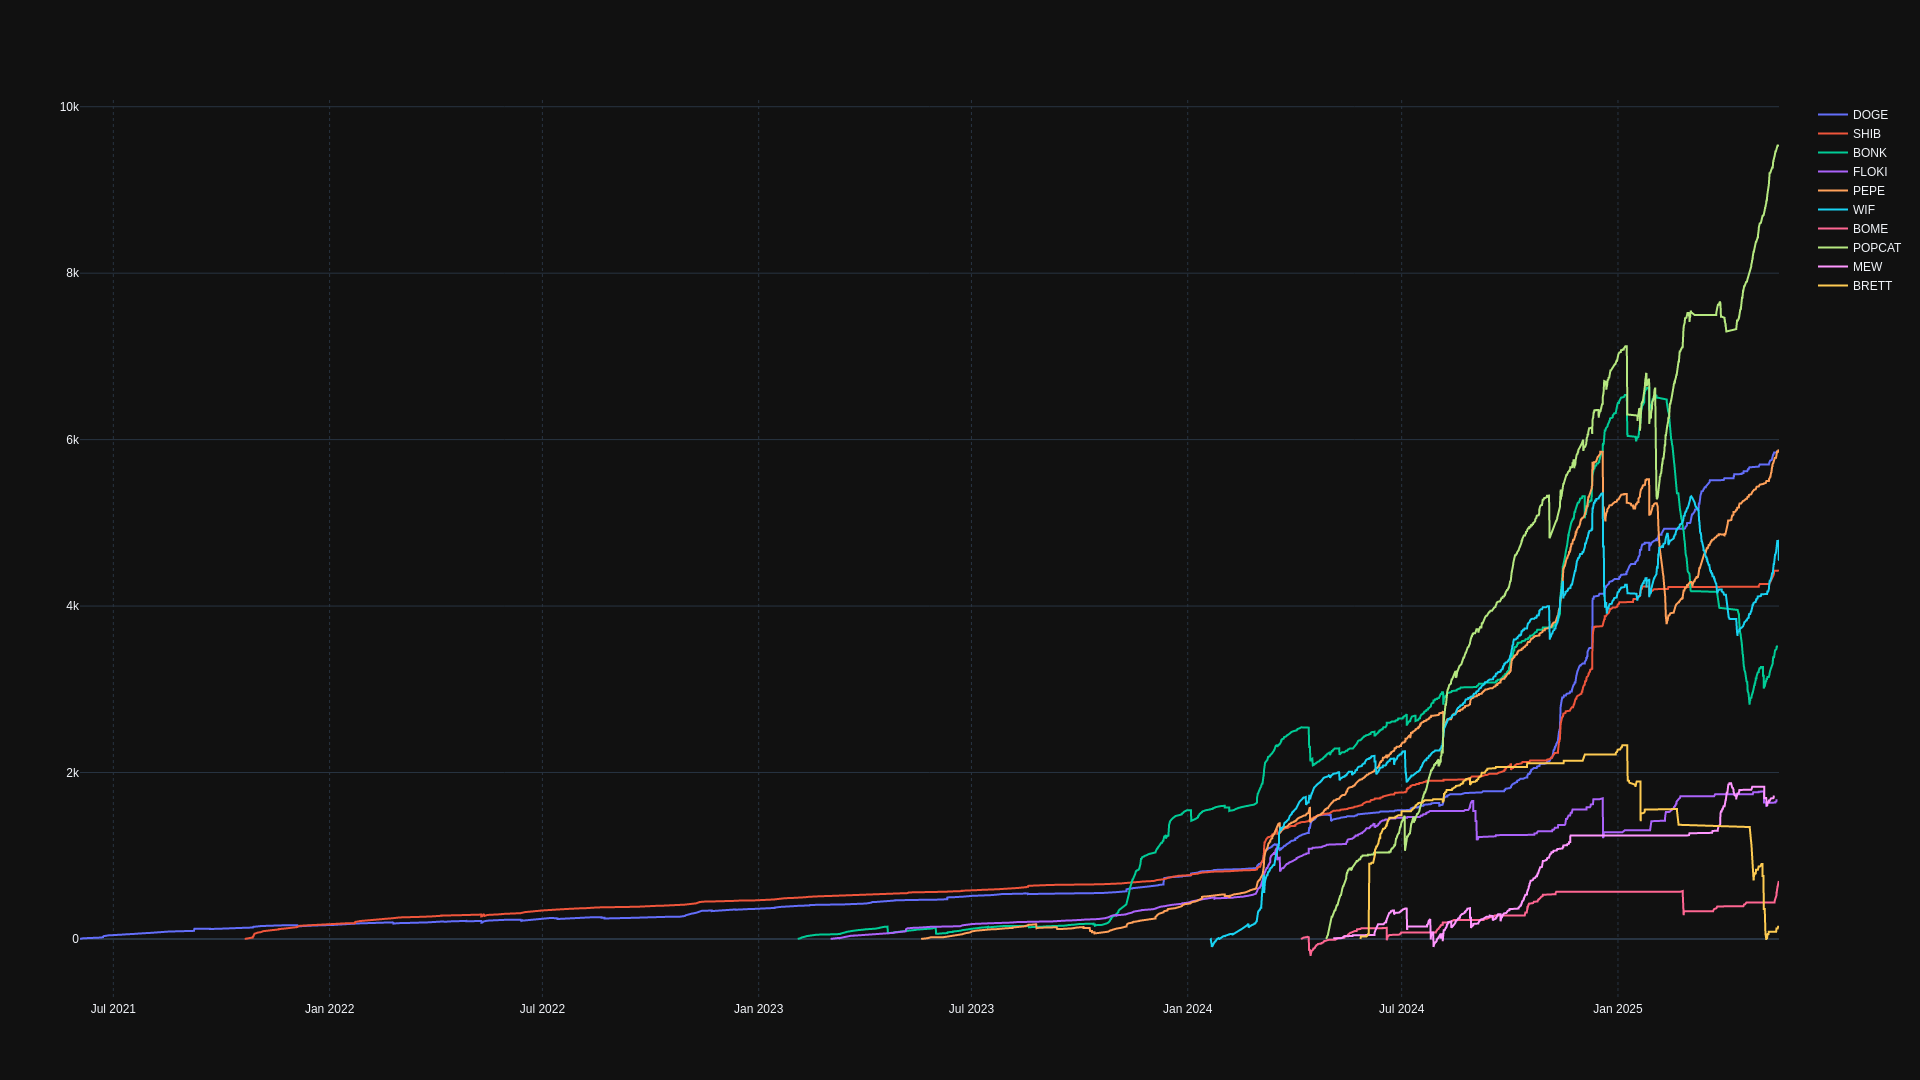 10k
8k
6k
4k
2k
0
Jul 2021
Jan 2022
Jul 2022
Jan 2023
Jul 2023
Jan 2024
Jul 2024
Jan 2025
DOGE
SHIB
BONK
FLOKI
PEPE
WIF
BOME
POPCAT
MEW
BRETT